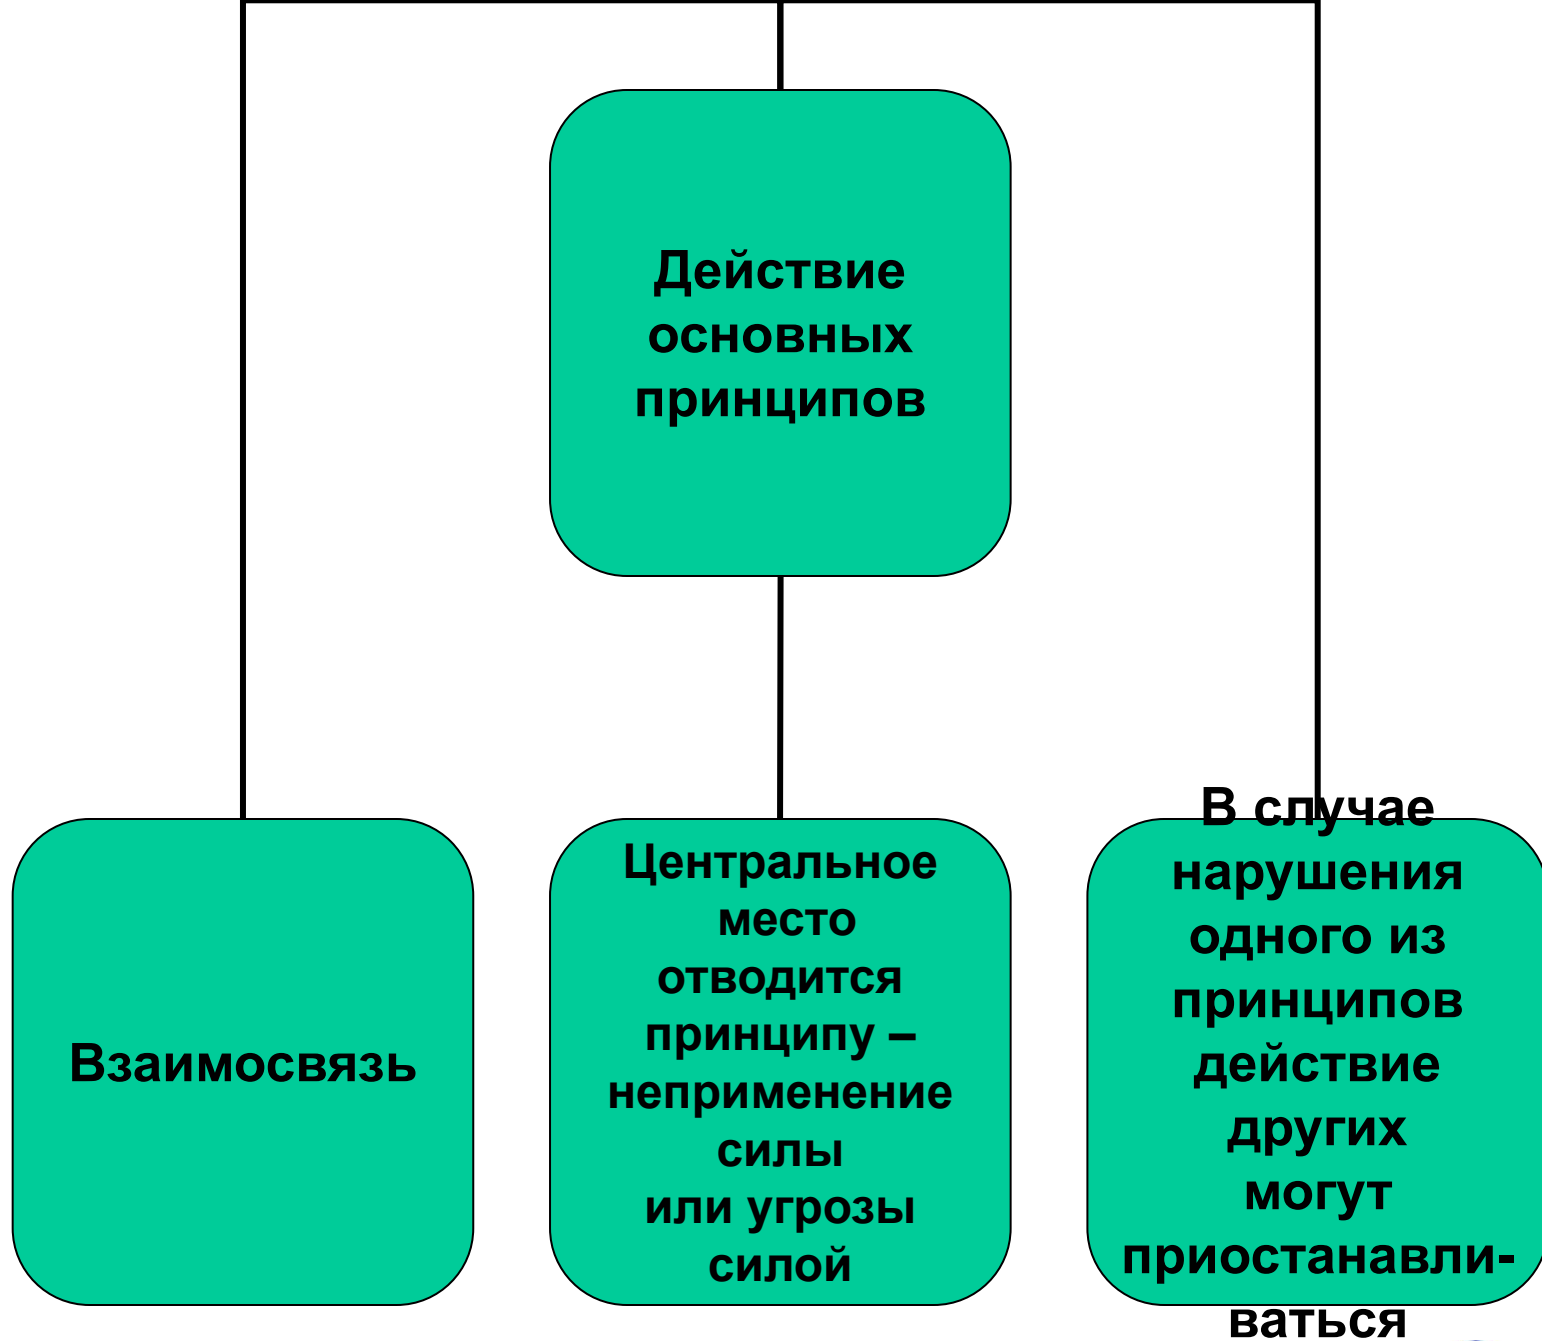 Действие
основных
принципов
Взаимосвязь
Центральное
место
отводится
принципу –
неприменение
силы
или угрозы
силой
В случае
нарушения
одного из
принципов
действие
других
могут
приостанавли-
ваться